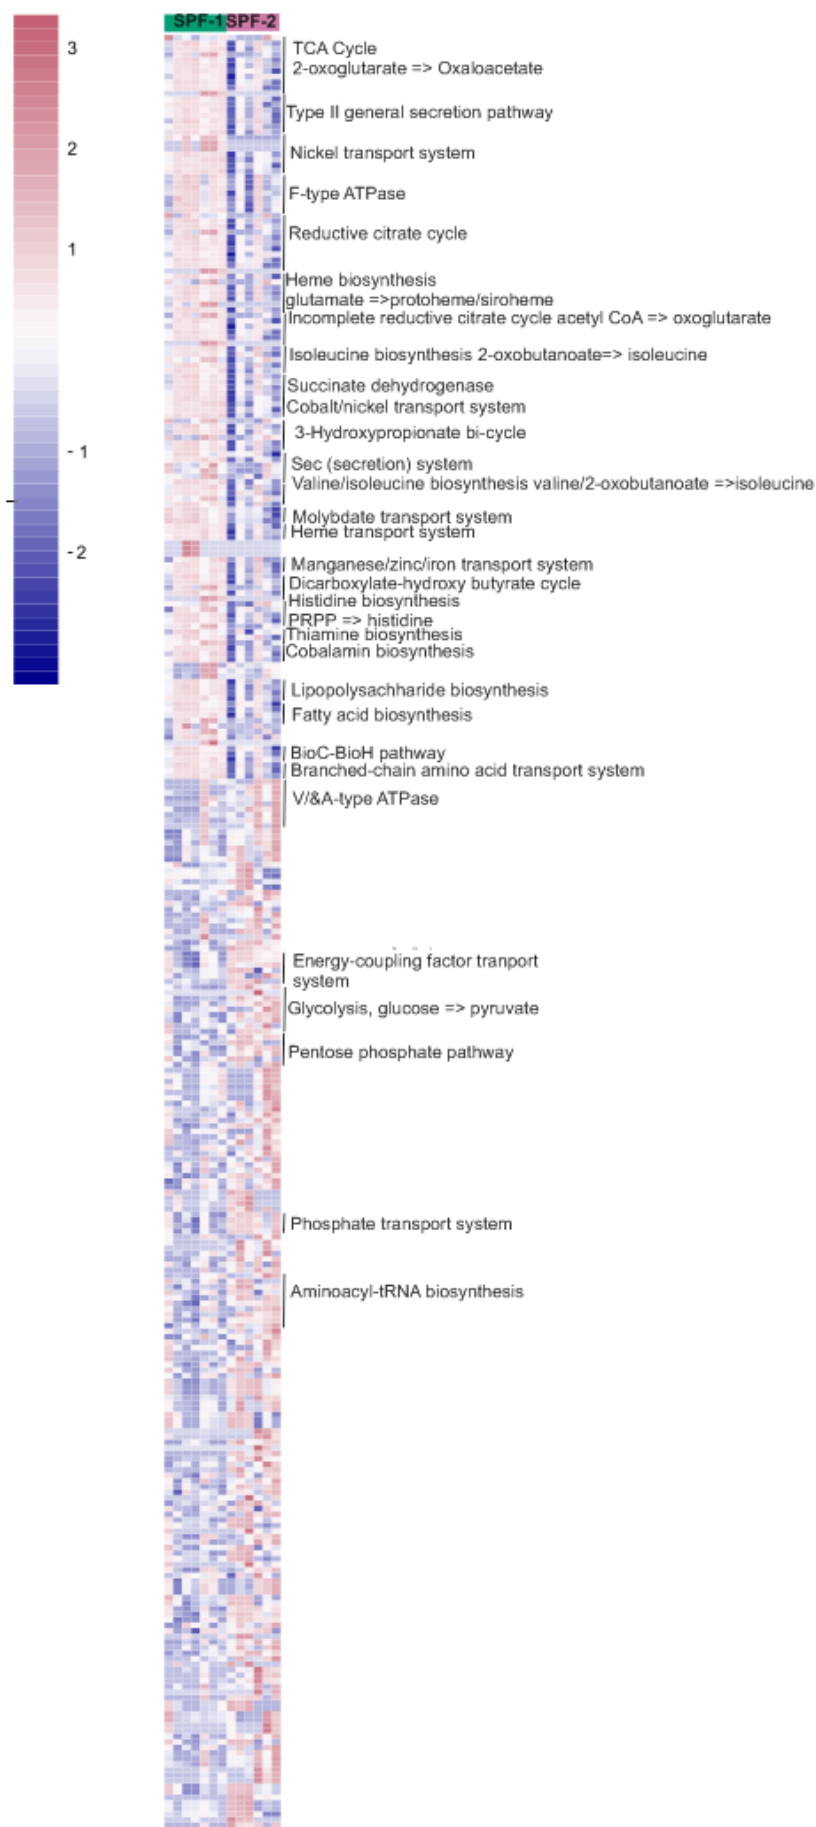 SPF-1 SPF-2
3
2
1
- 1
- 2
TCA Cycle
2-oxoglutarate => Oxaloacetate
Type II general secretion pathway
Nickel transport system
F-type ATPase
Reductive citrate cycle
Heme biosynthesis
glutamate =>protoheme/siroheme
Incomplete reductive citrate cycle acetyl CoA => oxoglutarate
Isoleucine biosynthesis 2-oxobutanoate=> isoleucine
Succinate dehydrogenase
Cobalt/nickel transport system
3-Hydroxypropionate bi-cycle
Sec (secretion) system
Valine/isoleucine biosynthesis valine/2-oxobutanoate =>isoleucine
Molybdate transport system
Heme transport system
Manganese/zinc/iron transport system
Dicarboxylate-hydroxy butyrate cycle
Histidine biosynthesis
PRPP => histidine
Thiamine biosynthesis
Cobalamin biosynthesis
Lipopolysachharide biosynthesis
Fatty acid biosynthesis
BioC-BioH pathway
Branched-chain amino acid transport system
V/&A-type ATPase
Energy-coupling factor tranport
system
Glycolysis, glucose => pyruvate
Pentose phosphate pathway
Phosphate transport system
Aminoacyl-tRNA biosynthesis